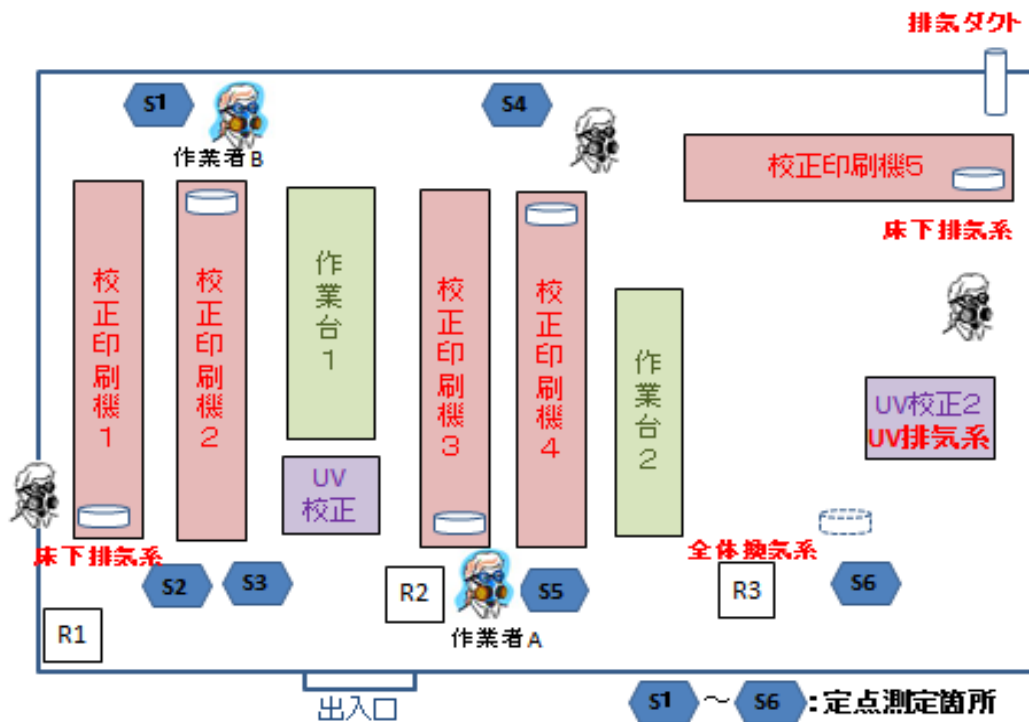 排気ダクト
S1
S4
作業者B
校正印刷機5
床下排気系
校正印刷機1
校正印刷機2
作業台1
校正印刷機3
校正印刷機4
作業台2
UV校正2
UV排気系
UV
校正
床下排気系
全体換気系
S2
S3
R2
S5
R3
S6
R1
作業者A
出入口
S1 ～ S6 :定点測定箇所